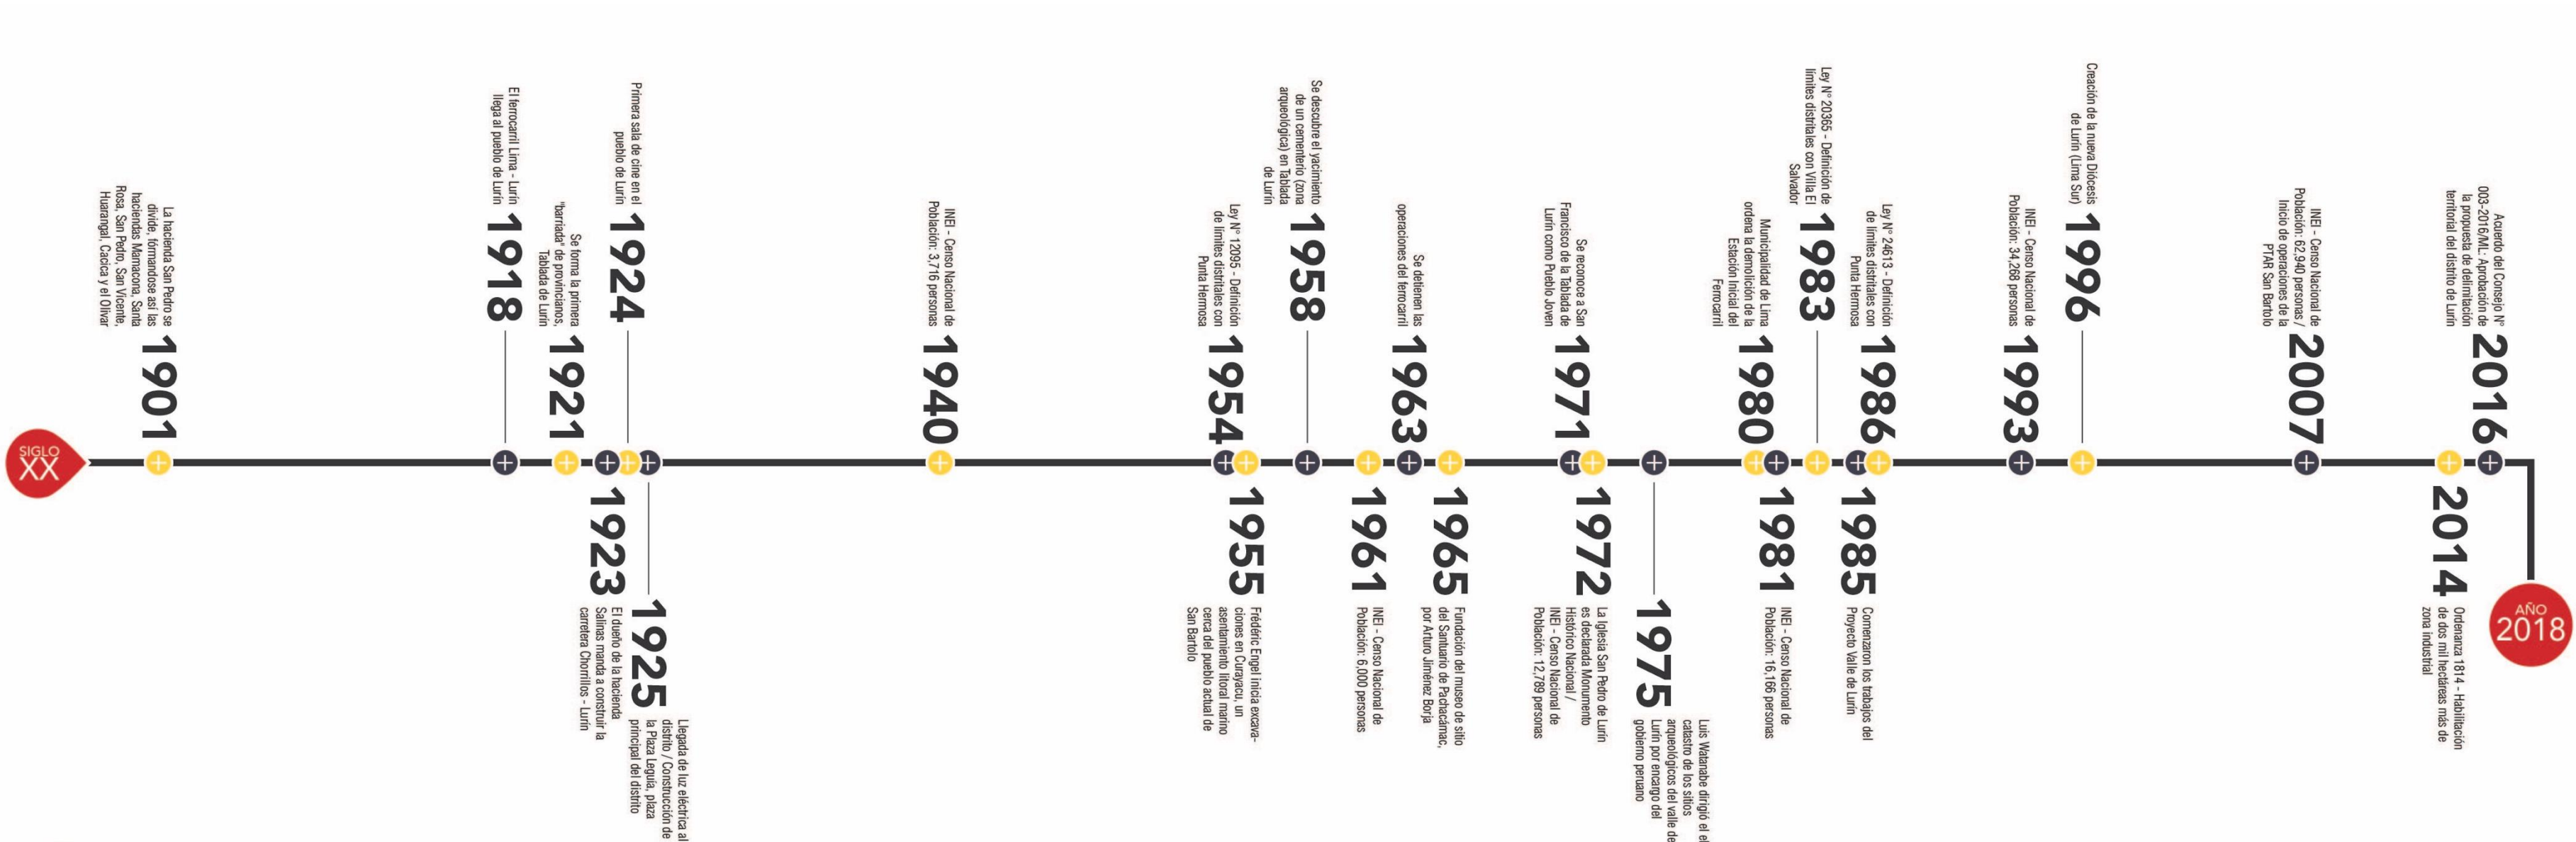 SIGLO
XX
1901
La hacienda San Pedro se
divide, fórmandose así las
haciendas Mamacona, Santa
Rosa, San Pedro, San Vicente,
Huarangal, Cacica y el Olivar
1918
El ferrocarril Lima - Lurín
llega al pueblo de Lurín
1921
Se forma la primera
"barriada" de provincianos,
Tablada de Lurín
1923
El dueño de la hacienda
Salinas manda a construir la
carretera Chorrillos - Lurín
1924
Primera sala de cine en el
pueblo de Lurín
1925
Llegada de luz eléctrica al
distrito / Construcción de
la Plaza Leguía, plaza
principal del distrito
1940
INEI - Censo Nacional de
Población: 3,716 personas
1954
Ley N° 12095 - Definición
de límites distritales con
Punta Hermosa
1955
Frédéric Engel inicia excava-
ciones en Curayacu, un
asentamiento litoral marino
cerca del pueblo actual de
San Bartolo
1958
Se descubre el yacimiento
de un cementerio (zona
arqueológica) en Tablada
de Lurín
1961
INEI - Censo Nacional de
Población: 6,000 personas
1963
Se detienen las
operaciones del ferrocarril
1965
Fundación del museo de sitio
del Santuario de Pachacámac,
por Arturo Jiménez Borja
1971
Se reconoce a San
Francisco de la Tablada de
Lurín como Pueblo Joven
1972
La Iglesia San Pedro de Lurín
es declarada Monumento
Histórico Nacional /
INEI - Censo Nacional de
Población: 12,789 personas
1975
Luis Watanabe dirigió el el
catastro de los sitios
arqueológicos del valle de
Lurín por encargo del
gobierno peruano
1980
Municipalidad de Lima
ordena la demolición de la
Estación Inicial del
Ferrocarril
1981
INEI - Censo Nacional de
Población: 16,166 personas
1983
Ley N° 20365 - Definición de
límites distritales con Villa El
Salvador
1985
Comenzaron los trabajos del
Proyecto Valle de Lurín
1986
Ley N° 24613 - Definición
de límites distritales con
Punta Hermosa
1993
INEI - Censo Nacional de
Población: 34,268 personas
1996
Creación de la nueva Diócesis
de Lurín (Lima Sur)
2007
INEI - Censo Nacional de
Población: 62,940 personas /
Inicio de operaciones de la
PTAR San Bartolo
2014
Ordenanza 1814 - Habilitación
de dos mil hectáreas más de
zona industrial
2016
Acuerdo del Consejo N°
003-2016/ML: Aprobación de
la propuesta de delimitación
territorial del distrito de Lurín
AÑO
2018